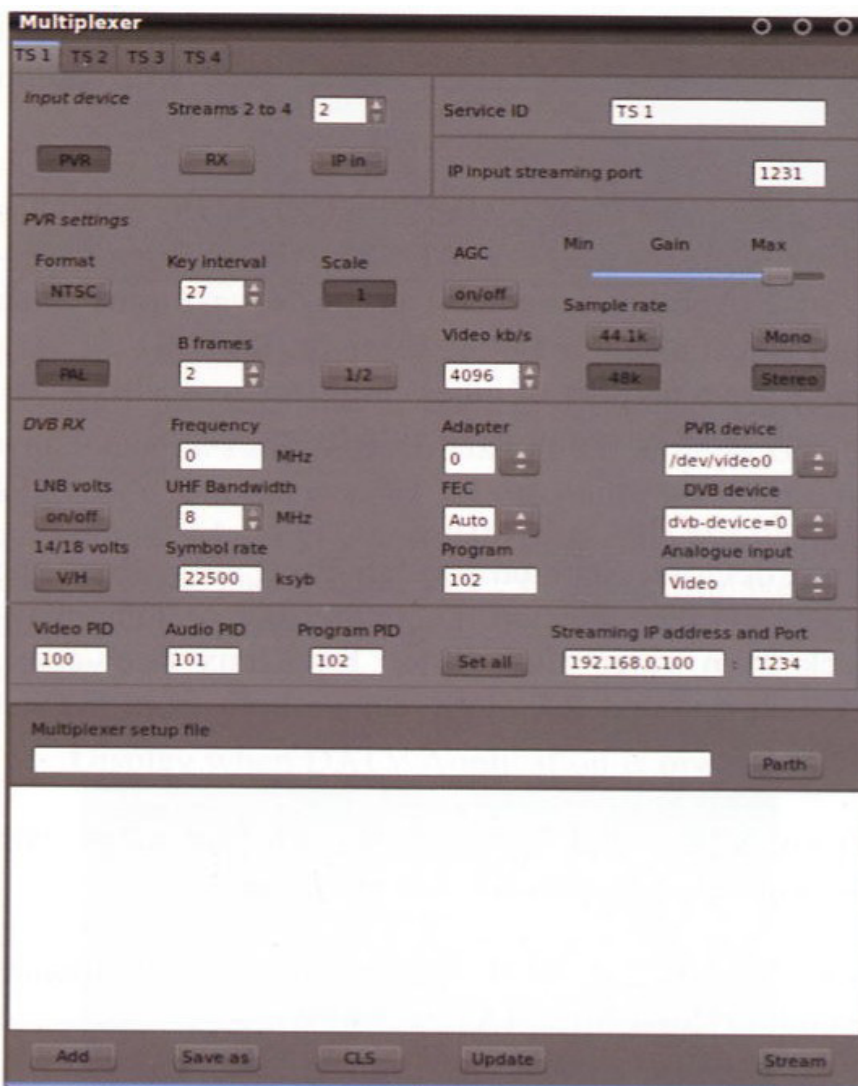 Multiplexer
TS 1 TS 2 TS 3 TS 4
Input device
Streams 2 to 4 2
Service ID TS 1
PVR RX IP in
IP input streaming port 1231
PVR settings
Format Key interval Scale AGC Min Gain Max
NTSC 27 1 on/off
Sample rate
B frames Video kb/s 44.1k Mono
PAL 2 1/2 4096 48k Stereo
DVB RX Frequency Adapter PVR device
0 MHz 0 /dev/video0
LNB volts UHF Bandwidth FEC DVB device
on/off 8 MHz Auto dvb-device=0
14/18 volts Symbol rate Program Analogue input
V/H 22500 ksyb 102 Video
Video PID Audio PID Program PID Streaming IP address and Port
100 101 102 Set all 192.168.0.100 : 1234
Multiplexer setup file
Parth
Add Save as CLS Update Stream